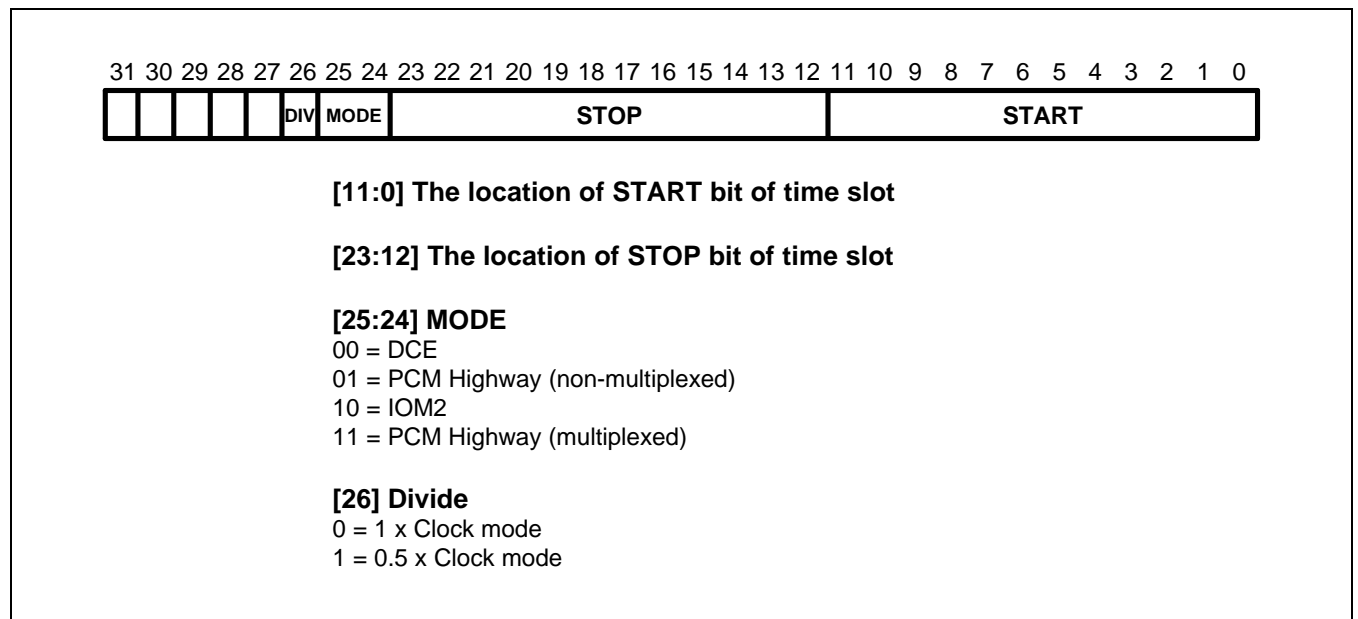 31 30 29 28 27 26 25 24 23 22 21 20 19 18 17 16 15 14 13 12 11 10 9 8 7 6 5 4 3 2 1 0
DIV MODE STOP START
[11:0] The location of START bit of time slot
[23:12] The location of STOP bit of time slot
[25:24] MODE
00 = DCE
01 = PCM Highway (non-multiplexed)
10 = IOM2
11 = PCM Highway (multiplexed)
[26] Divide
0 = 1 x Clock mode
1 = 0.5 x Clock mode